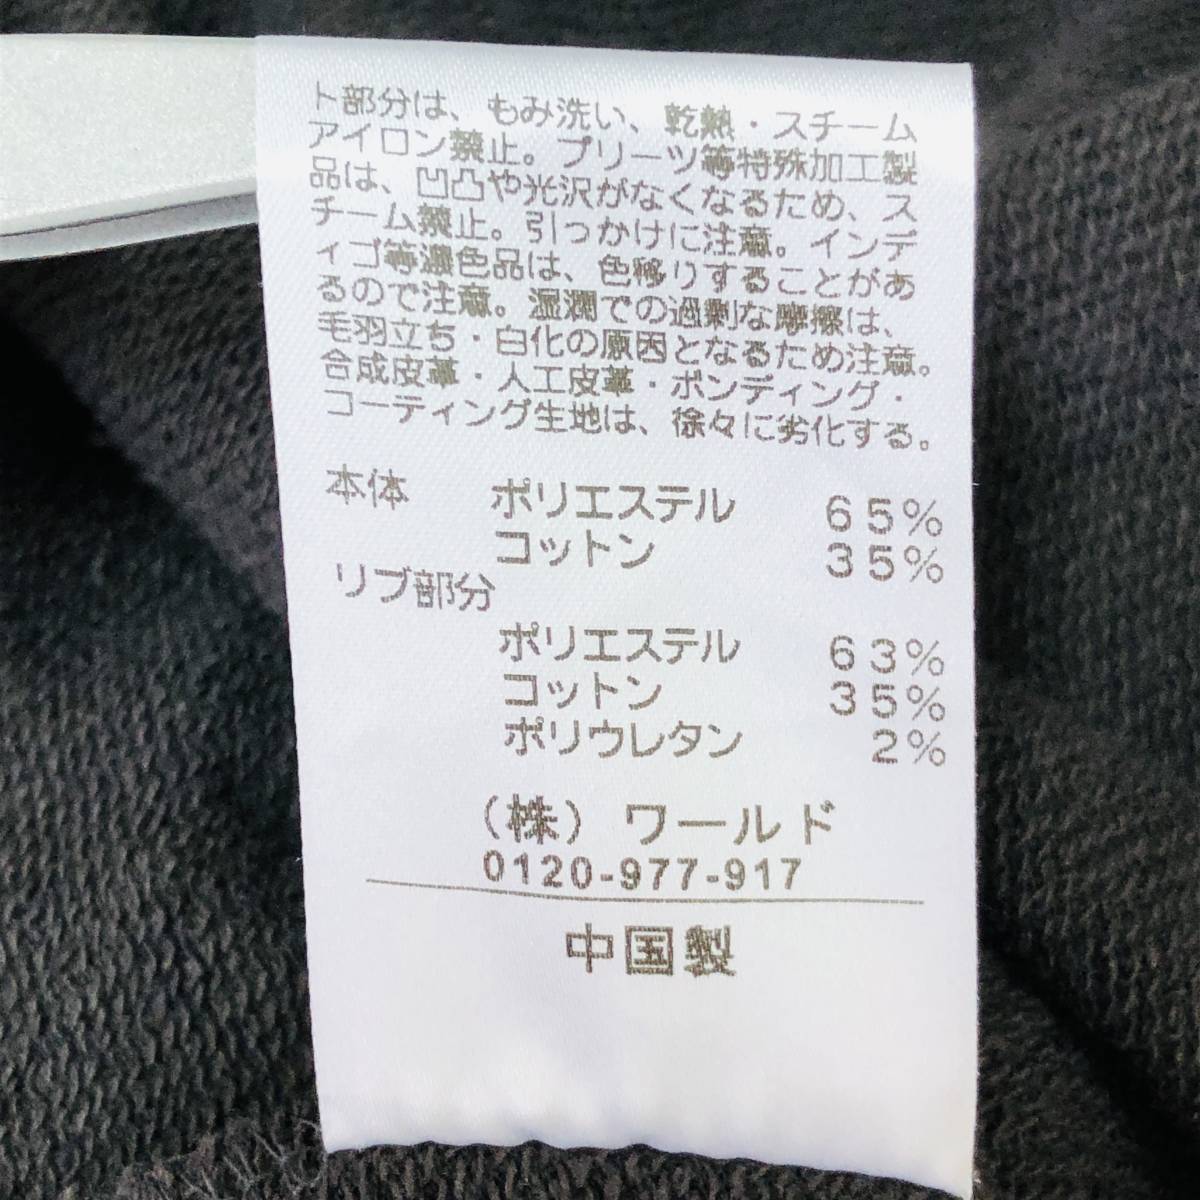 ト部分は、もみ洗い、乾熱・スチーム
アイロン禁止。プリーツ等特殊加工製
品は、凹凸や光沢がなくなるため、ス
チーム禁止。引っかけに注意。インデ
ィゴ等濃色品は、色移りすることがあ
るので注意。湿潤での過剰な摩擦は、
毛羽立ち・白化の原因となるため注意。
合成皮革・人工皮革・ボンディング・
コーティング生地は、徐々に劣化する。
本体 ポリエステル 65%
コットン 35%
リブ部分
ポリエステル 63%
コットン 35%
ポリウレタン 2%
(株) ワールド
0120-977-917
中国製